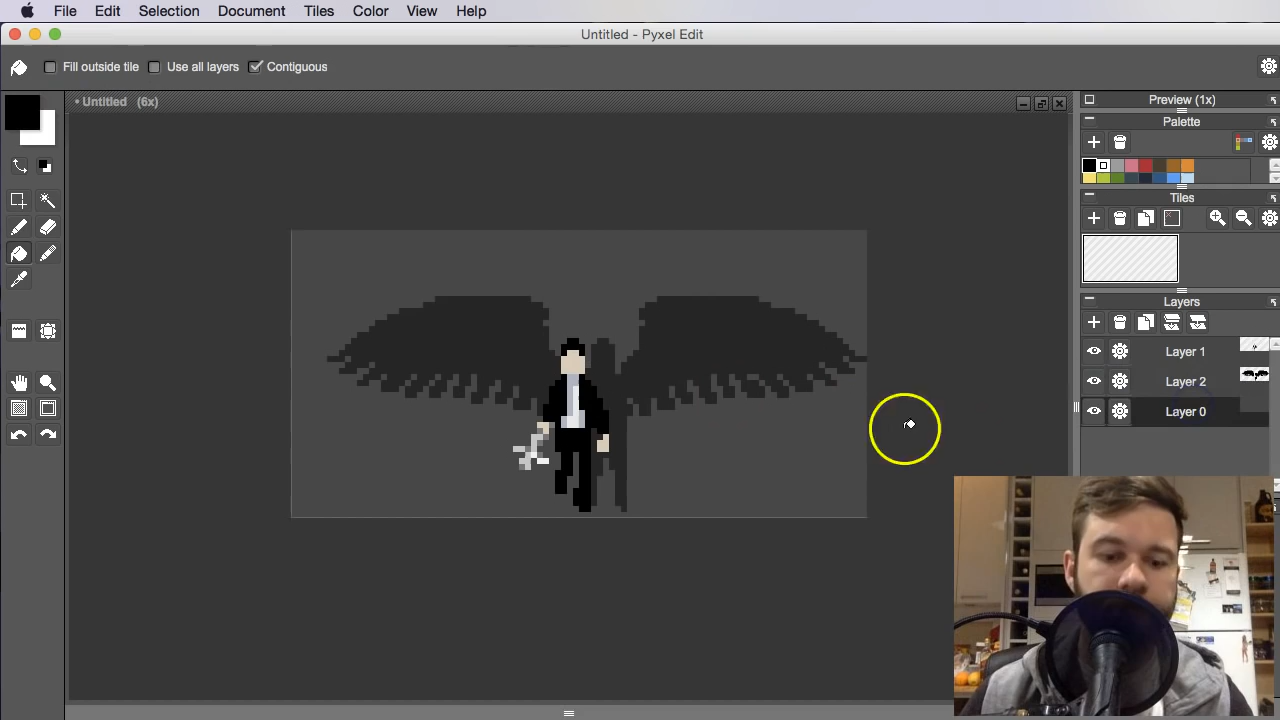 File Edit Selection Document Tiles Color View Help
Untitled - Pyxel Edit
Fill outside tile Use all layers Contiguous
• Untitled (6x)
Preview (1x)
Palette
Tiles
Layers
Layer 1
Layer 2
Layer 0